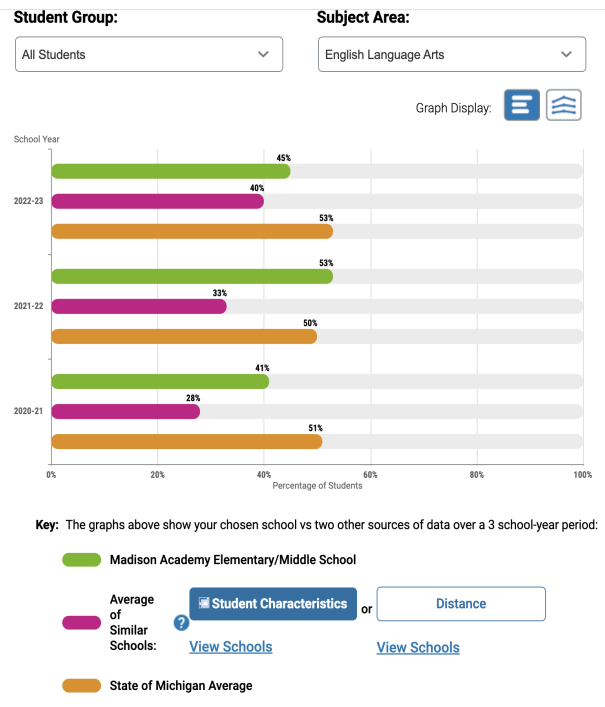 Student Group:
Subject Area:
All Students
English Language Arts
Graph Display:
School Year
45%
2022-23
40%
53%
53%
2021-22
33%
50%
41%
2020-21
28%
51%
0% 20% 40% 60% 80% 100%
Percentage of Students
Key: The graphs above show your chosen school vs two other sources of data over a 3 school-year period:
Madison Academy Elementary/Middle School
Average
of
Similar
Schools:
?
Student Characteristics or Distance
View Schools
View Schools
State of Michigan Average